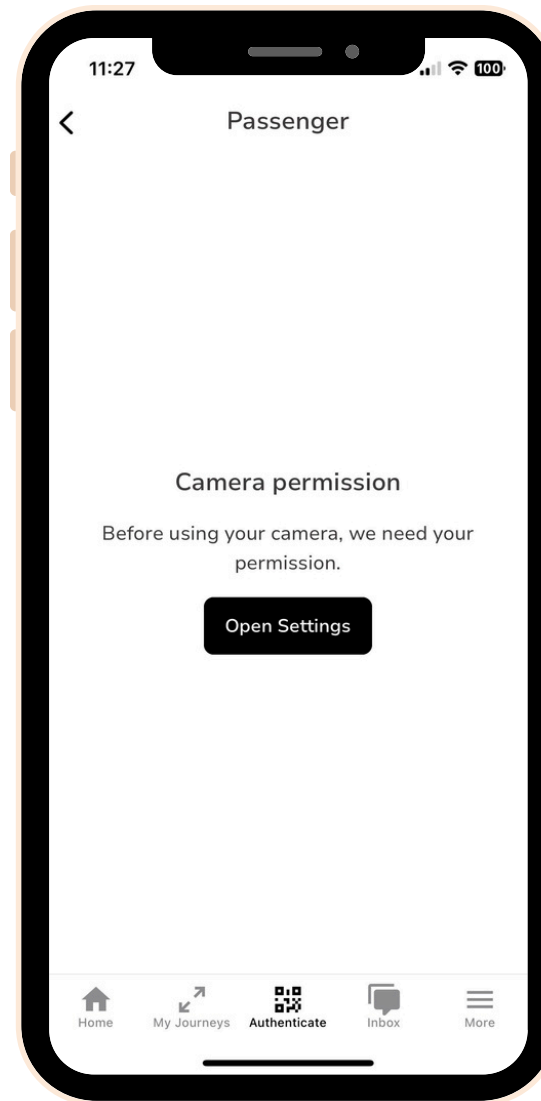 11:27
100
Passenger
Camera permission
Before using your camera, we need your
permission.
Open Settings
Home
My Journeys
Authenticate
Inbox
More